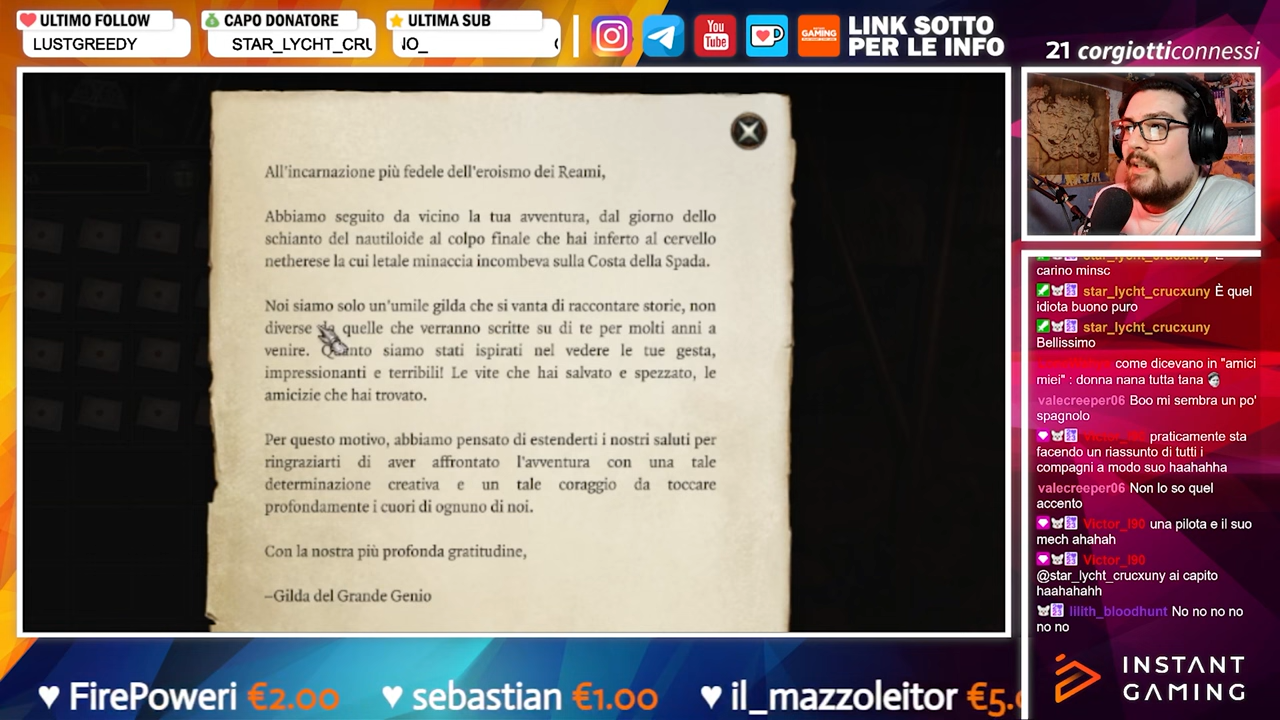 ULTIMO FOLLOW
LUSTGREEDY
CAPO DONATORE
STAR_LYCHT_CRU
ULTIMA SUB
NO_
You
Tube
INSTANT
GAMING
LINK SOTTO
PER LE INFO
21 corgiotticonnessi
All'incarnazione più fedele dell'eroismo dei Reami,
Abbiamo seguito da vicino la tua avventura, dal giorno dello
schianto del nautiloide al colpo finale che hai inferto al cervello
netherese la cui letale minaccia incombeva sulla Costa della Spada.
Noi siamo solo un'umile gilda che si vanta di raccontare storie, non
diverse da quelle che verranno scritte su di te per molti anni a
venire. Quanto siamo stati ispirati nel vedere le tue gesta,
impressionanti e terribili! Le vite che hai salvato e spezzato, le
amicizie che hai trovato.
Per questo motivo, abbiamo pensato di estenderti i nostri saluti per
ringraziarti di aver affrontato l'avventura con una tale
determinazione creativa e un tale coraggio da toccare
profondamente i cuori di ognuno di noi.
Con la nostra più profonda gratitudine,
–Gilda del Grande Genio
star_lycht_crucxuny È
carino minsc
star_lycht_crucxuny È quel
idiota buono puro
star_lycht_crucxuny
Bellissimo
come dicevano in "amici
miei" : donna nana tutta tana
valecreeper06 Boo mi sembra un po'
spagnolo
Victor_I90 praticamente sta
facendo un riassunto di tutti i
compagni a modo suo haahahha
valecreeper06 Non lo so quel
accento
Victor_I90 una pilota e il suo
mech ahahah
Victor_I90
@star_lycht_crucxuny ai capito
haahahahh
lilith_bloodhunt No no no no
no no
INSTANT
GAMING
♥ FirePoweri €2.00 ♥ sebastian €1.00 ♥ il_mazzoleitor €5.